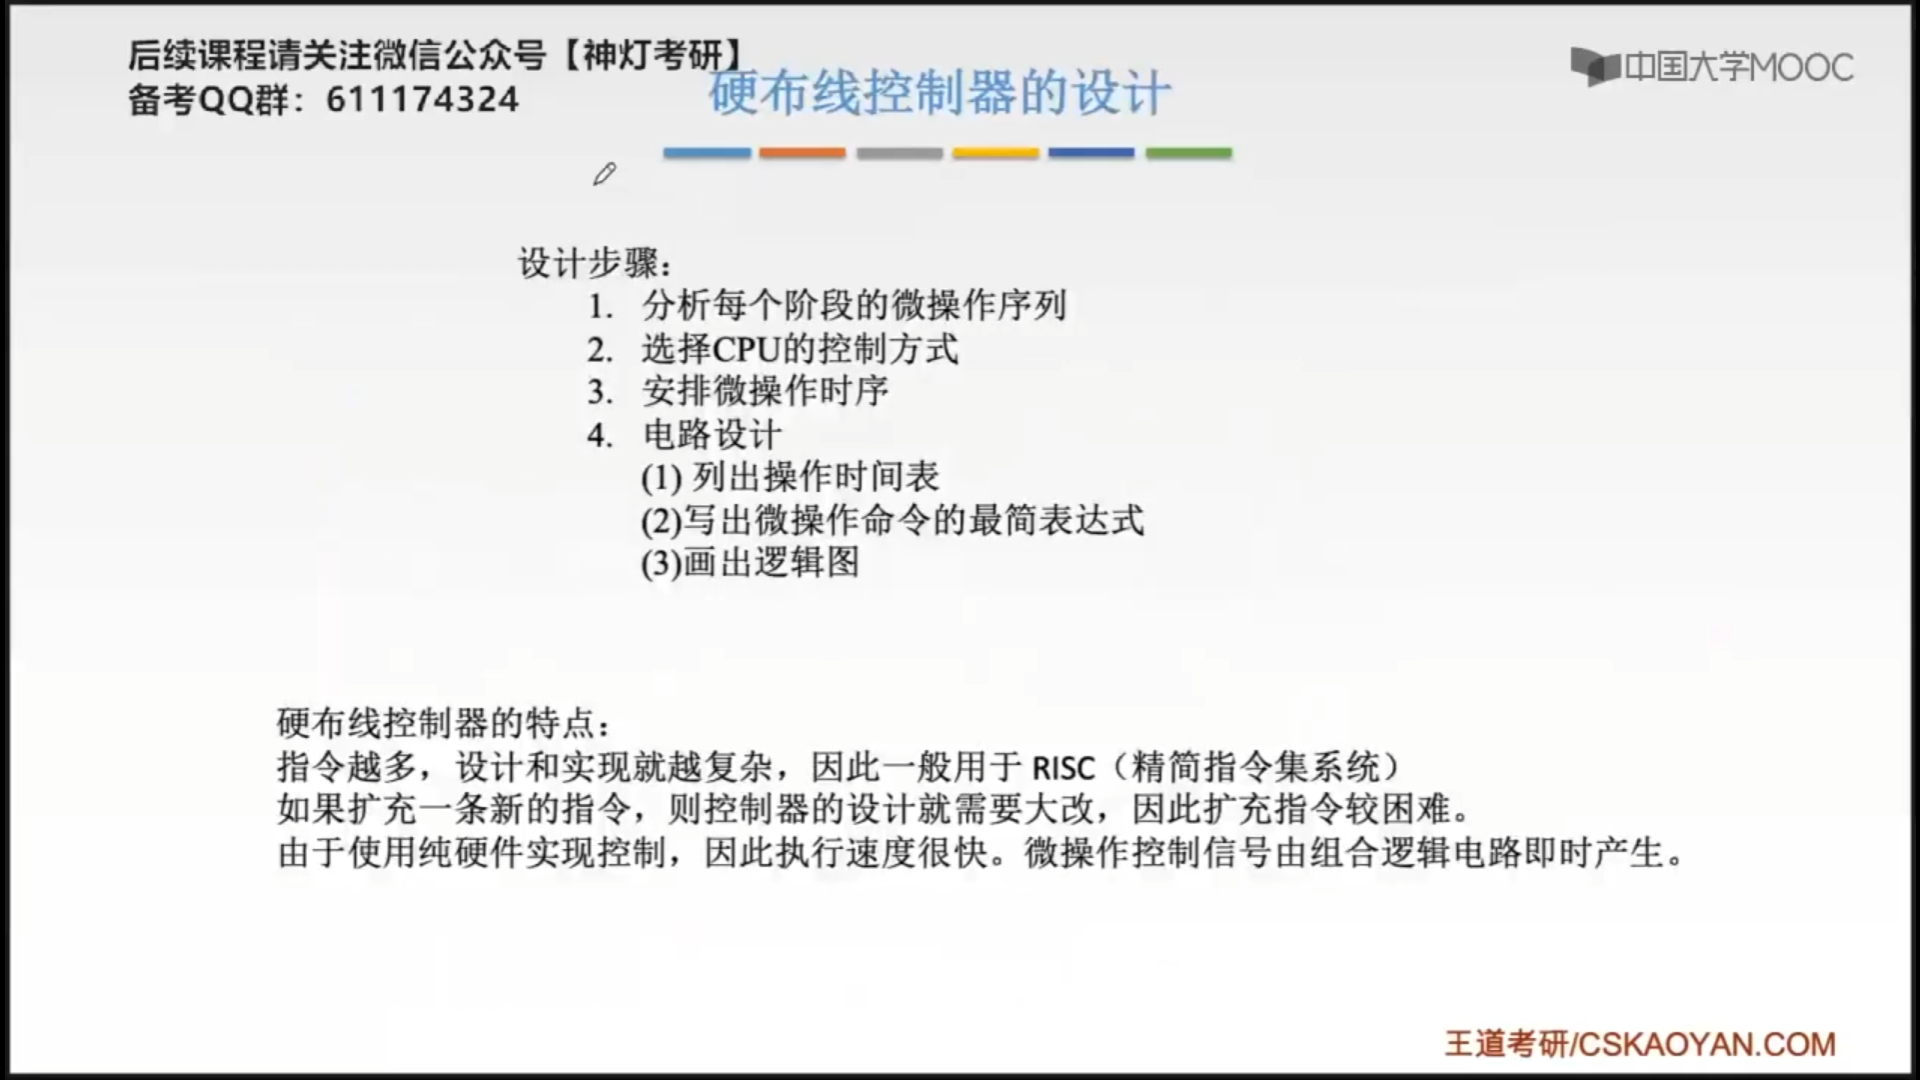 后续课程请关注微信公众号【神灯考研】
备考QQ群：611174324
硬布线控制器的设计
中国大学MOOC
设计步骤：
1. 分析每个阶段的微操作序列
2. 选择CPU的控制方式
3. 安排微操作时序
4. 电路设计
(1) 列出操作时间表
(2)写出微操作命令的最简表达式
(3)画出逻辑图
硬布线控制器的特点：
指令越多，设计和实现就越复杂，因此一般用于 RISC（精简指令集系统）
如果扩充一条新的指令，则控制器的设计就需要大改，因此扩充指令较困难。
由于使用纯硬件实现控制，因此执行速度很快。微操作控制信号由组合逻辑电路即时产生。
王道考研/CSKAOYAN.COM